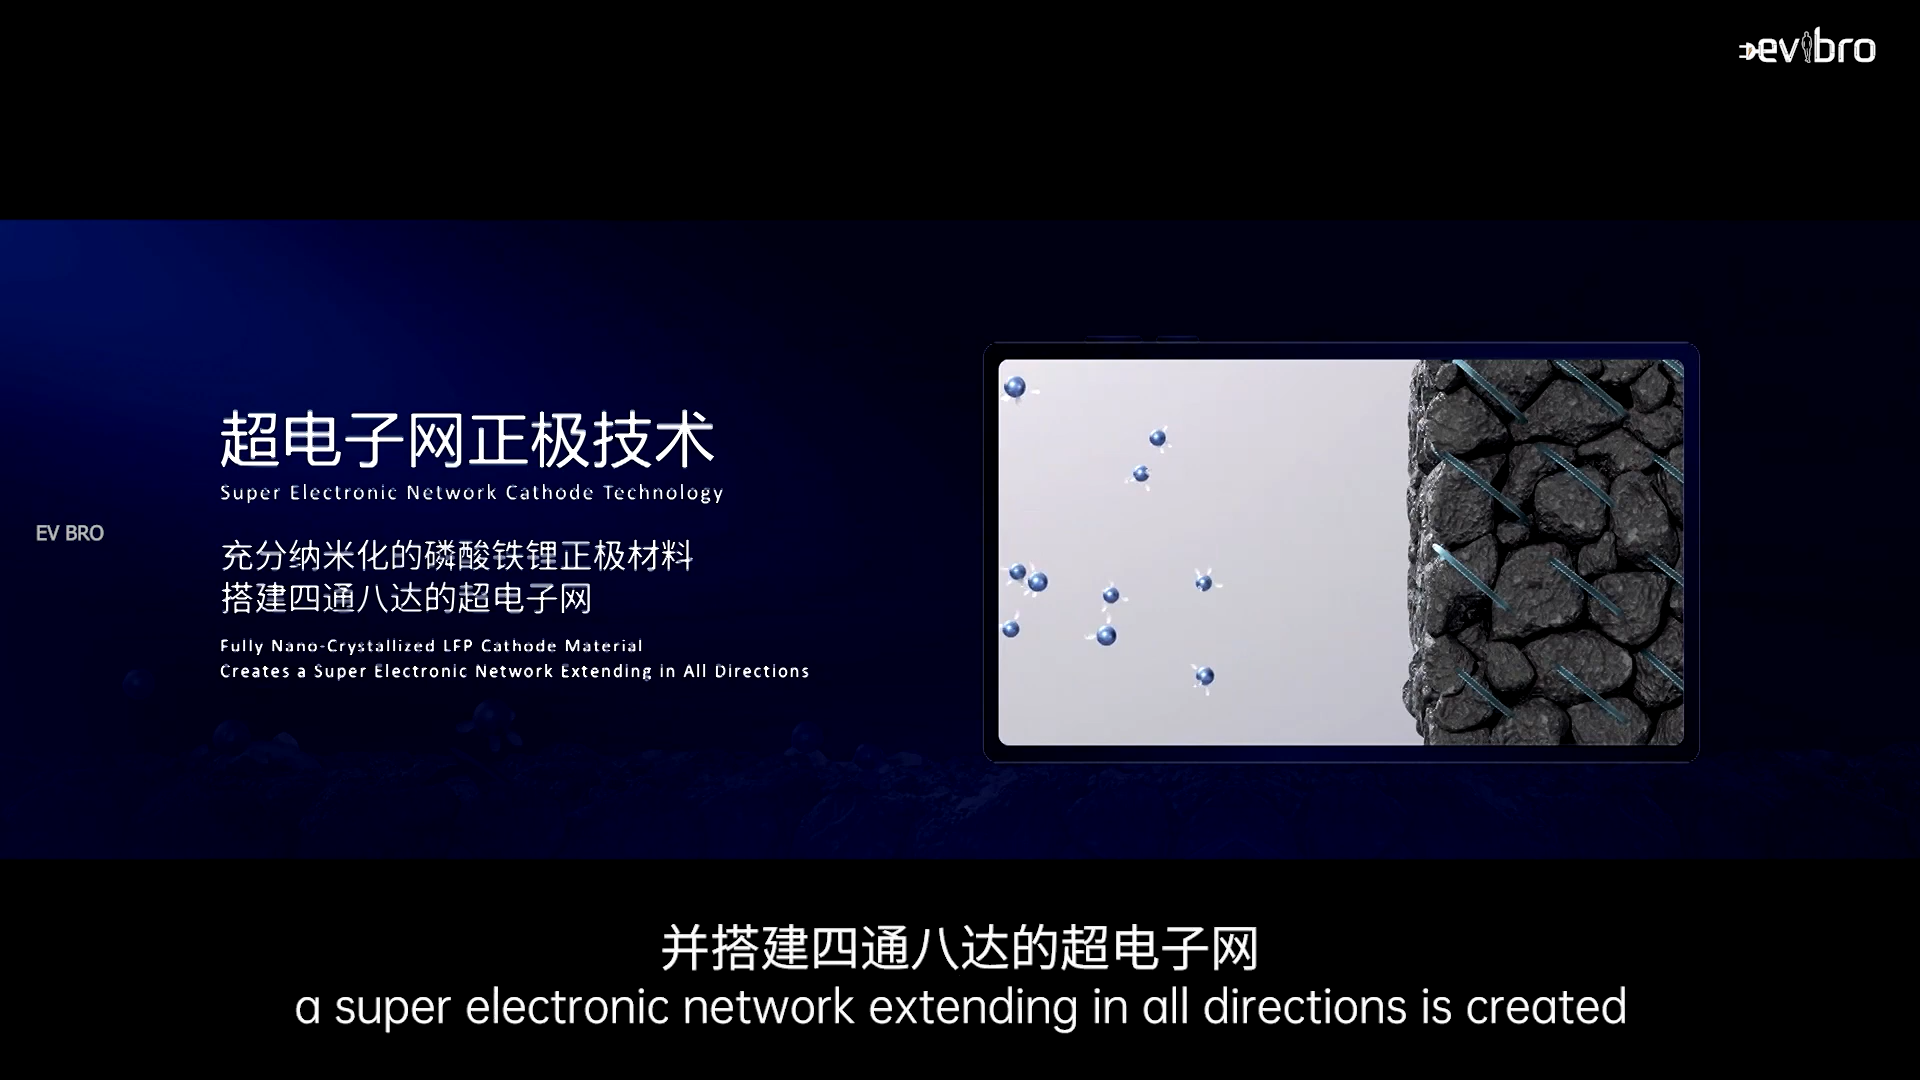 evbro
超电子网正极技术
Super Electronic Network Cathode Technology
EV BRO
充分纳米化的磷酸铁锂正极材料
搭建四通八达的超电子网
Fully Nano-Crystallized LFP Cathode Material
Creates a Super Electronic Network Extending in All Directions
并搭建四通八达的超电子网
a super electronic network extending in all directions is created